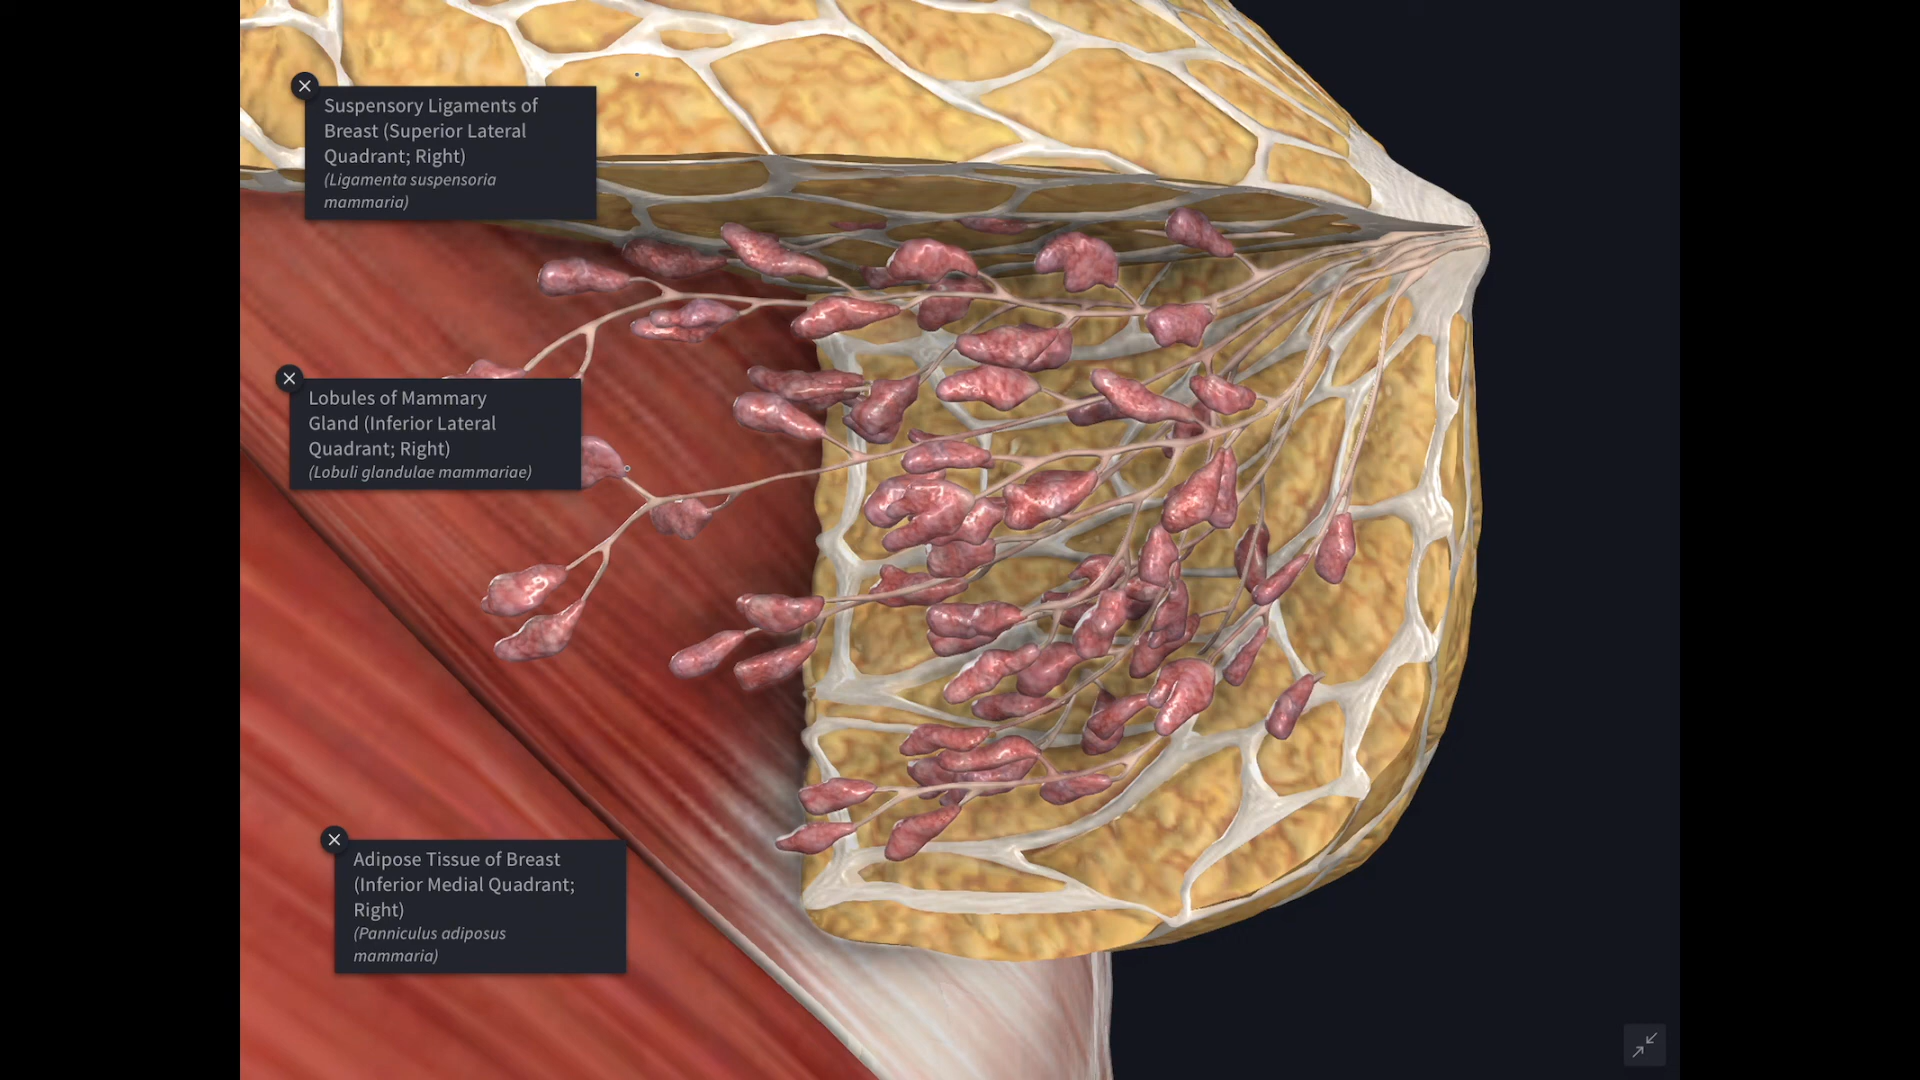 Suspensory Ligaments of
Breast (Superior Lateral
Quadrant; Right)
(Ligamenta suspensoria
mammaria)
Lobules of Mammary
Gland (Inferior Lateral
Quadrant; Right)
(Lobuli glandulae mammariae)
Adipose Tissue of Breast
(Inferior Medial Quadrant;
Right)
(Panniculus adiposus
mammaria)